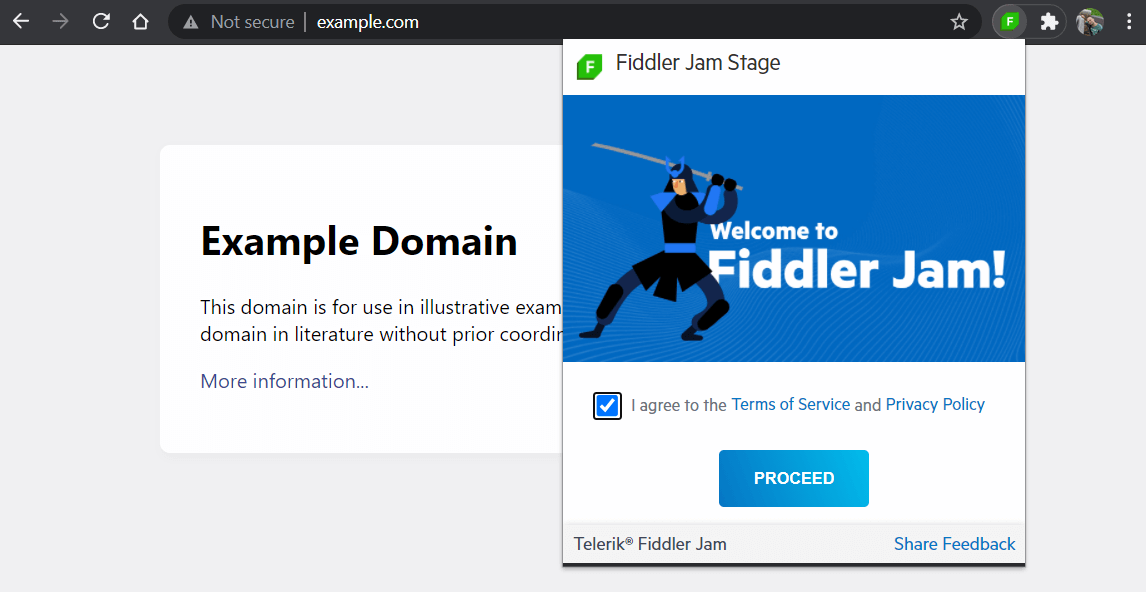 Not secure | example.com
F
F
Fiddler Jam Stage
Welcome to
Fiddler Jam!
Example Domain
This domain is for use in illustrative exam
domain in literature without prior coordin
More information...
I agree to the Terms of Service and Privacy Policy
PROCEED
Telerik® Fiddler Jam
Share Feedback